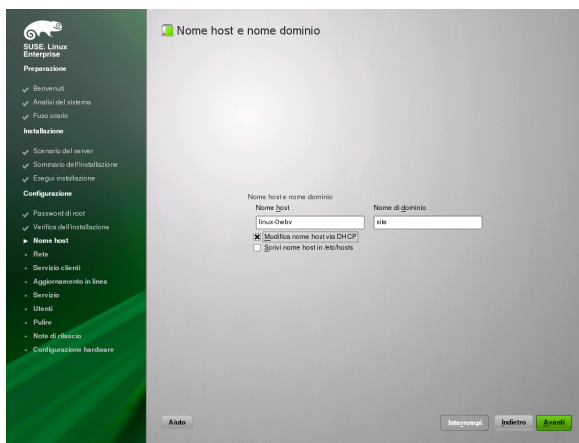 SUSE. Linux
Enterprise
Preparazione
Benvenuti
Analisi del sistema
Fuso orario
Installazione
Scenario del server
Sommario dell'installazione
Esegui installazione
Configurazione
Password di root
Verifica dell'installazione
Nome host
Rete
Servizio clienti
Aggiornamento in linea
Servizio
Utenti
Pulire
Note di rilascio
Configurazione hardware
Nome host e nome dominio
Nome host e nome dominio
Nome host Nome di dominio
linux-0wbv site
Modifica nome host via DHCP
Scrivi nome host in /etc/hosts
Aiuto Interrompi Indietro Avanti